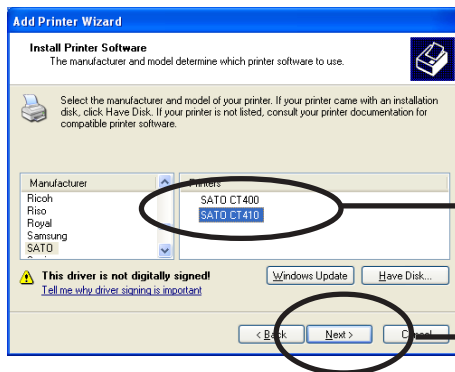 Add Printer Wizard
Install Printer Software
The manufacturer and model determine which printer software to use.
Select the manufacturer and model of your printer. If your printer came with an installation
disk, click Have Disk. If your printer is not listed, consult your printer documentation for
compatible printer software.
Manufacturer
Ricoh
Riso
Royal
Samsung
SATO
Printers
SATO CT400
SATO CT410
This driver is not digitally signed!
Tell me why driver signing is important
Windows Update
Have Disk...
< Back
Next >
Cancel